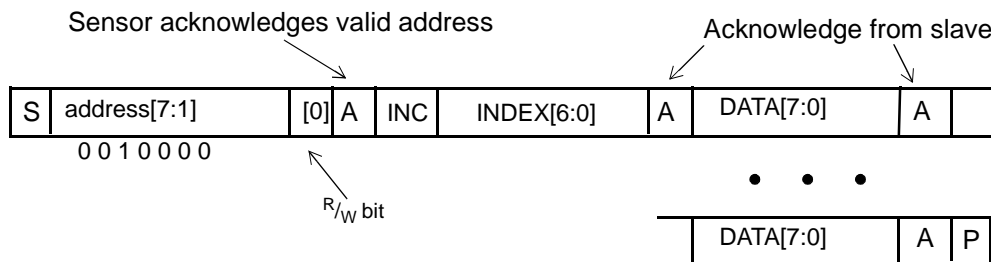 Sensor acknowledges valid address
Acknowledge from slave
S address[7:1] [0] A INC INDEX[6:0] A DATA[7:0] A
0 0 1 0 0 0 0
R/W bit
DATA[7:0] A P